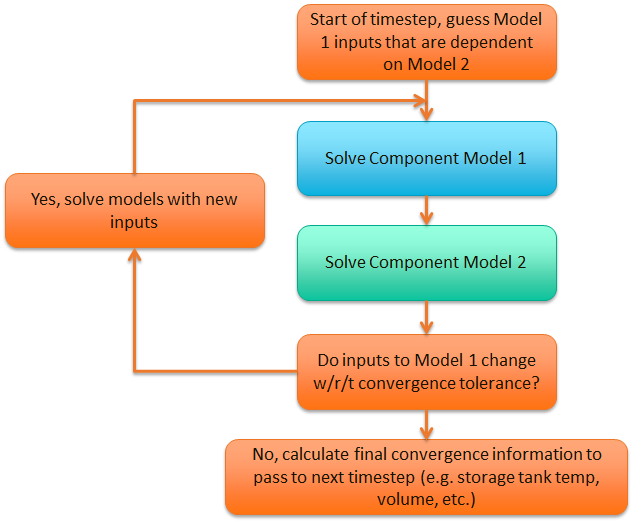 Start of timestep, guess Model
1 inputs that are dependent
on Model 2
Solve Component Model 1
Yes, solve models with new
inputs
Solve Component Model 2
Do inputs to Model 1 change
w/r/t convergence tolerance?
No, calculate final convergence information to
pass to next timestep (e.g. storage tank temp,
volume, etc.)